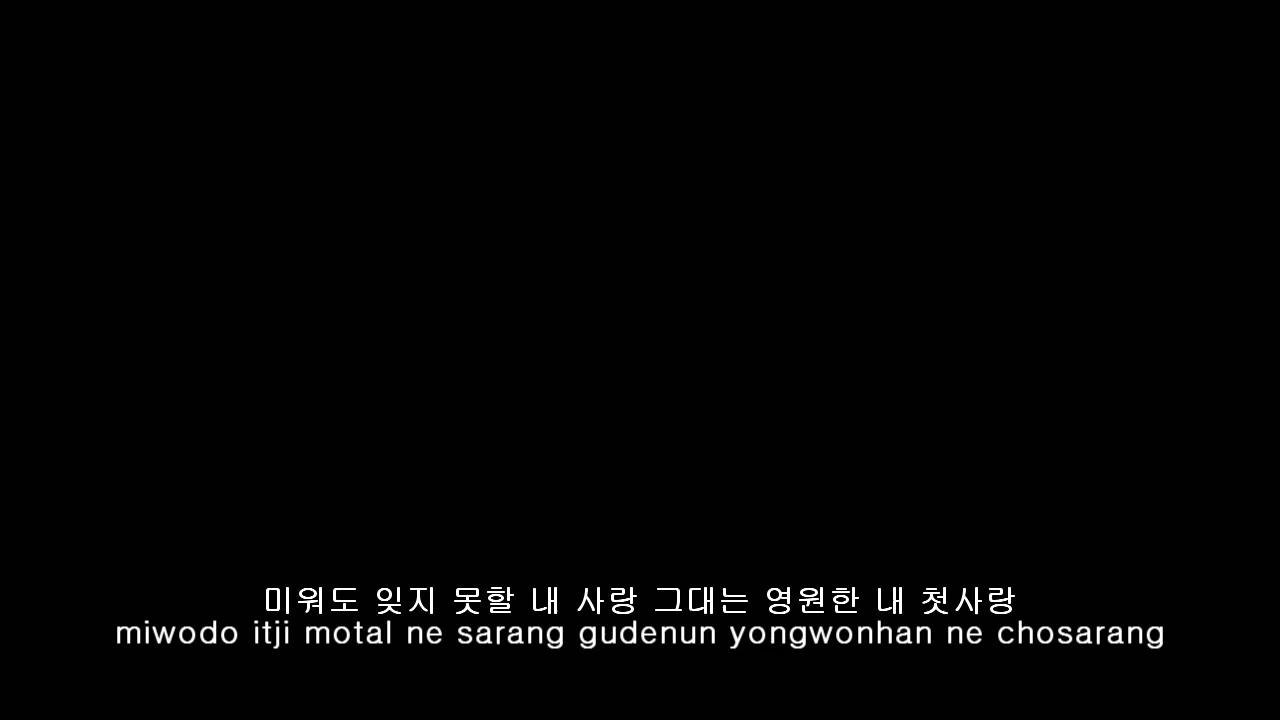 미워도 잊지 못할 내 사랑 그대는 영원한 내 첫사랑
miwodo itji motal ne sarang gudenun yongwonhan ne chosarang